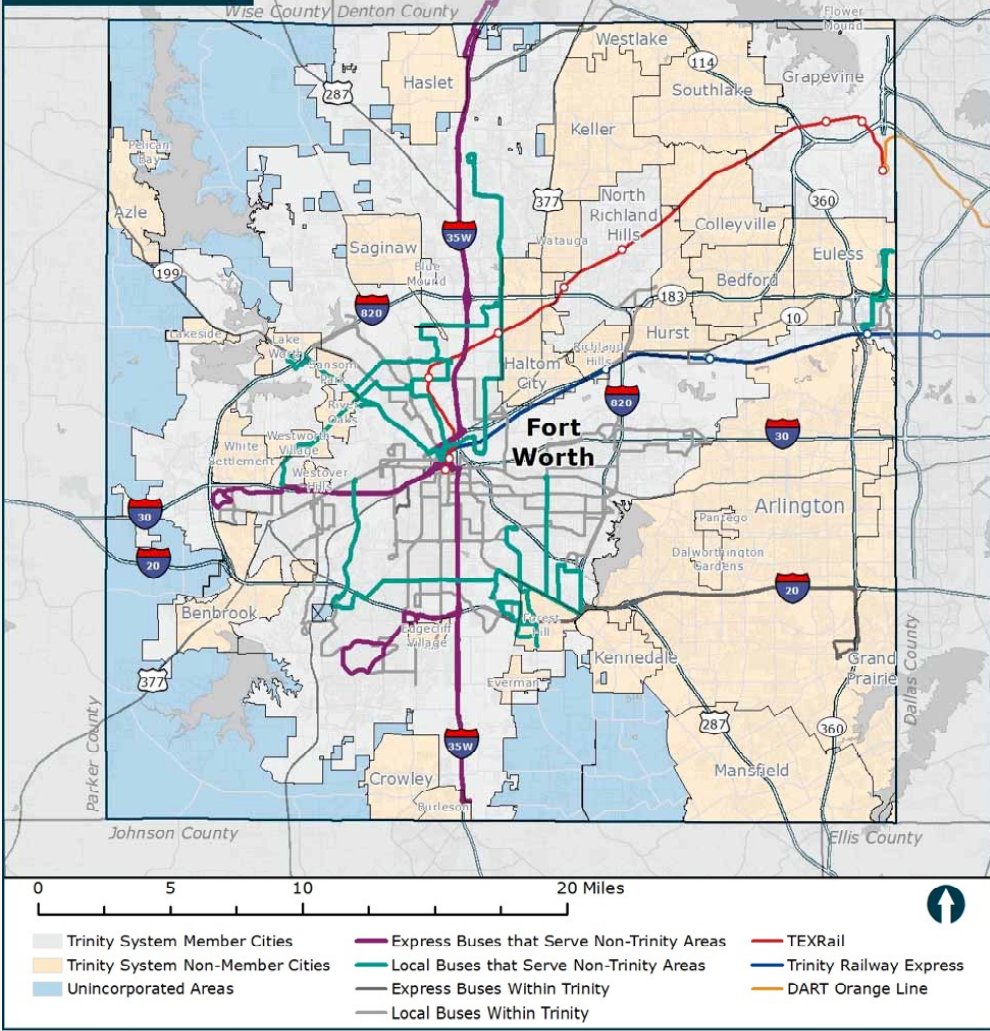 Wise County Denton County
Flower
Mound
Westlake
114
Haslet
287
Southlake
Grapevine
Keller
Pelican
Bay
377
North
Richland
Hills
360
Azle
Colleyville
35W
Watauga
Saginaw
Euless
Blue
Mound
199
Bedford
183
820
10
Lakeside
Hurst
Lake
Worth
Richland
Hills
Sansom
Park
Haltom
City
820
River
Oaks
Fort
Worth
30
Westworth
Village
White
Settlement
Westover
Hills
Arlington
30
Pantego
20
Dalworthington
Gardens
20
Benbrook
Forest
Hill
Edgecliff
Village
Kennedale
Grand
Prairie
377
Everman
Dallas County
287
360
Parker County
35W
Mansfield
Crowley
Burleson
Johnson County
Ellis County
0 5 10 20 Miles
Trinity System Member Cities
Trinity System Non-Member Cities
Unincorporated Areas
Express Buses that Serve Non-Trinity Areas
Local Buses that Serve Non-Trinity Areas
Express Buses Within Trinity
Local Buses Within Trinity
TEXRail
Trinity Railway Express
DART Orange Line